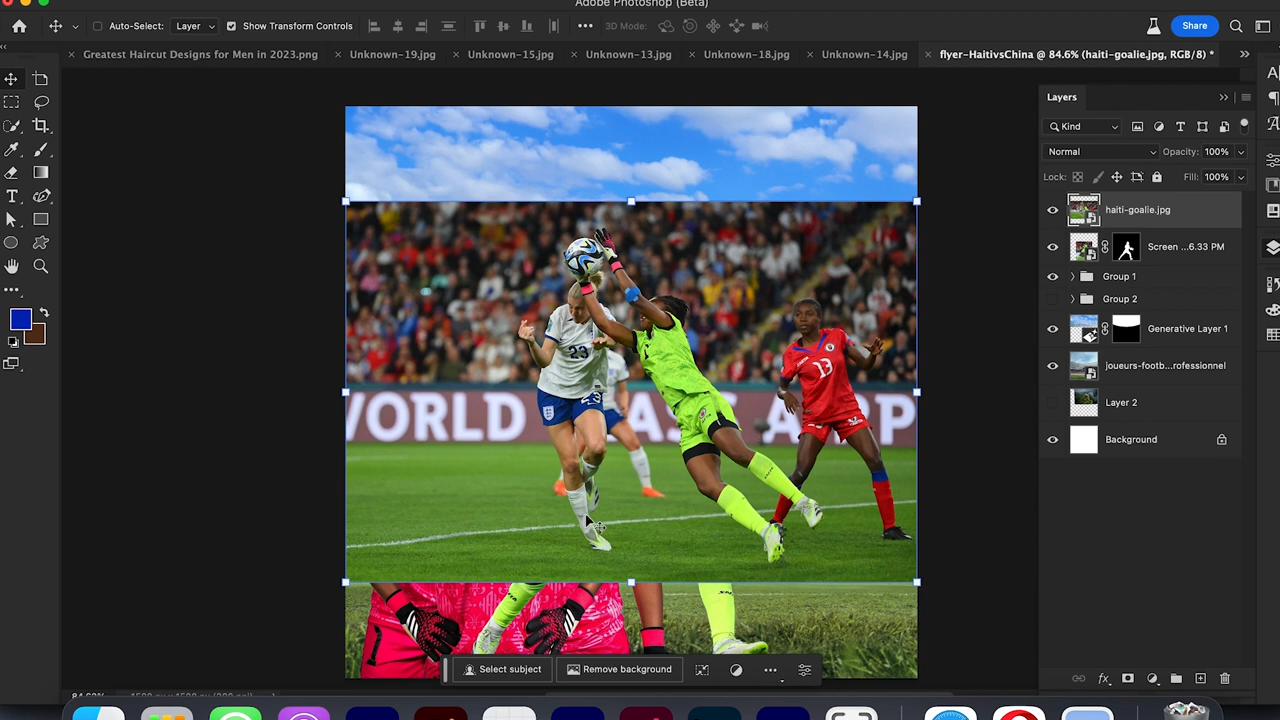 Adobe Photoshop (Beta)
Auto-Select: Layer Show Transform Controls 3D Mode: Share
Greatest Haircut Designs for Men in 2023.png Unknown-19.jpg Unknown-15.jpg Unknown-13.jpg Unknown-18.jpg Unknown-14.jpg flyer-HaitivsChina @ 84.6% (haiti-goalie.jpg, RGB/8) *
Layers
Kind
Normal Opacity: 100%
Lock: Fill: 100%
haiti-goalie.jpg
Screen ...6.33 PM
Group 1
Group 2
Generative Layer 1
joueurs-footb...rofessionnel
Layer 2
Background
23
23
13
WORLD
Select subject Remove background